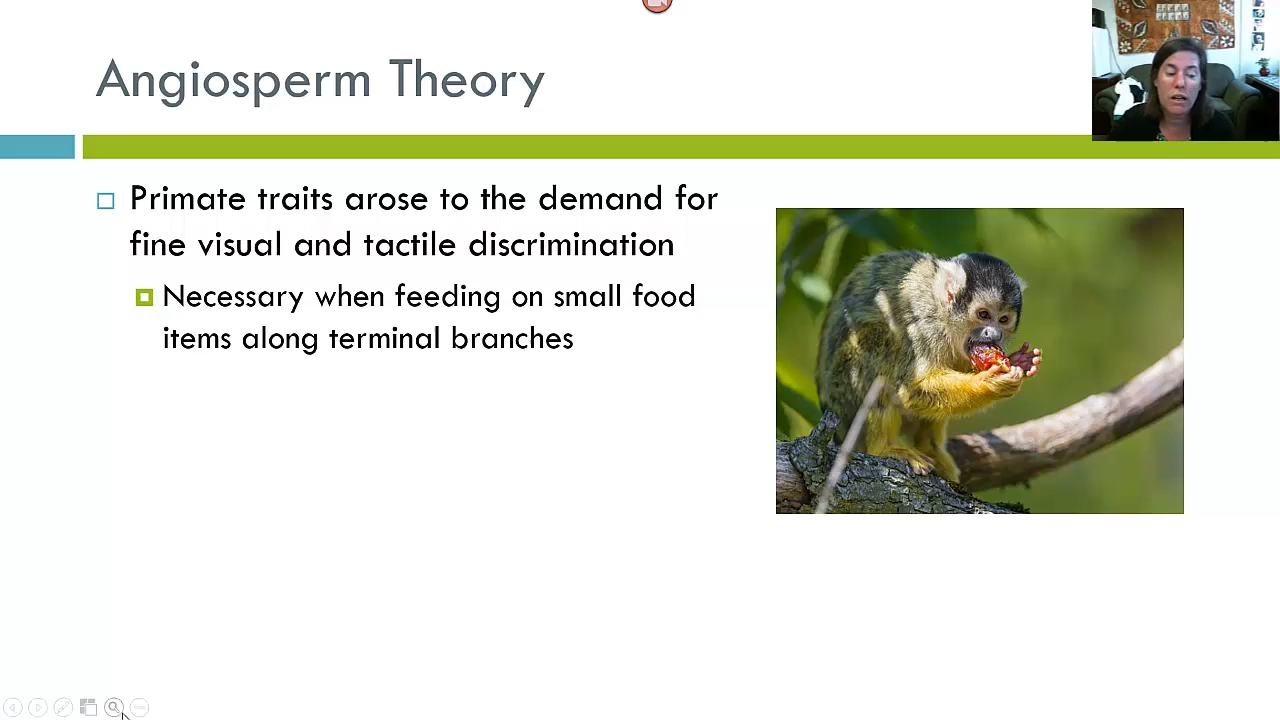 Angiosperm Theory
Primate traits arose to the demand for
fine visual and tactile discrimination
Necessary when feeding on small food
items along terminal branches